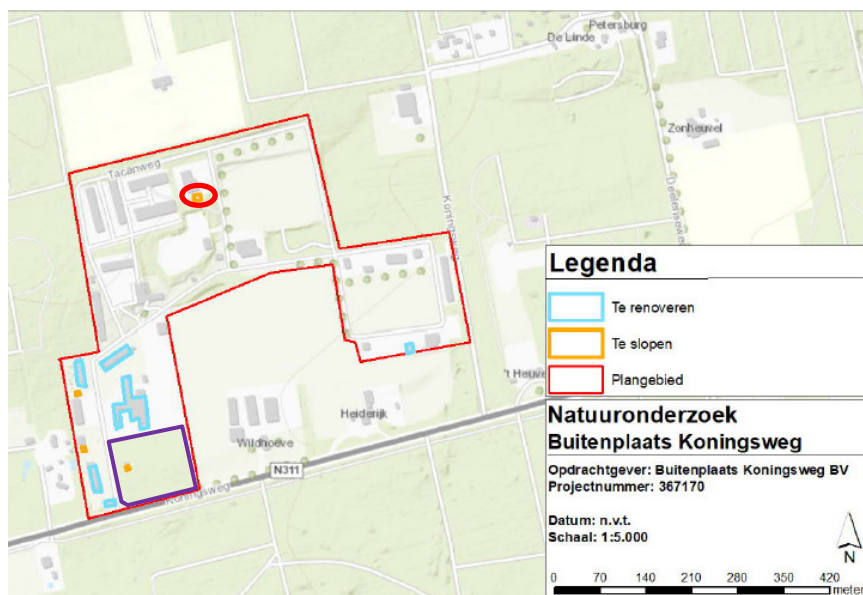 Petersburg
De Linde
Zonheuvel
Tacanweg
Koningsweg
Deelenseweg
Legenda
Te renoveren
Te slopen
Plangebied
't Heuve
Heiderijk
Wildhoeve
N311
Koningsweg
Natuuronderzoek
Buitenplaats Koningsweg
Opdrachtgever: Buitenplaats Koningsweg BV
Projectnummer: 367170
Datum: n.v.t.
Schaal: 1:5.000
N
0 70 140 210 280 350 420
meter